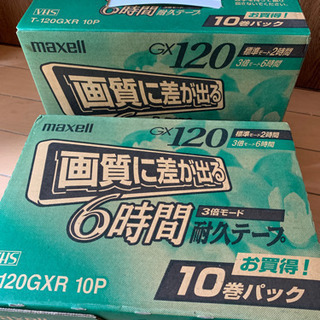 お買得!
VHS
T-120GXR 10P
10巻パック
maxell
GX120
標準モード2時間
3倍モード6時間
画質に差が出る
maxell
GX120
標準モード2時間
3倍モード6時間
画質に差が出る
6時間
3倍モード
耐久テープ
お買得!
VHS
120GXR 10P
10巻パック